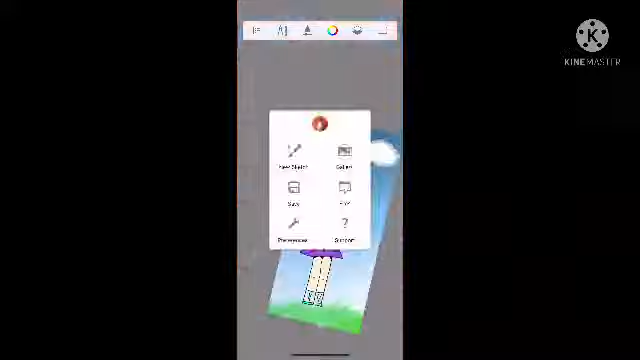 K
KINEMASTER
New Sketch
Gallery
Save
Preferences
Support